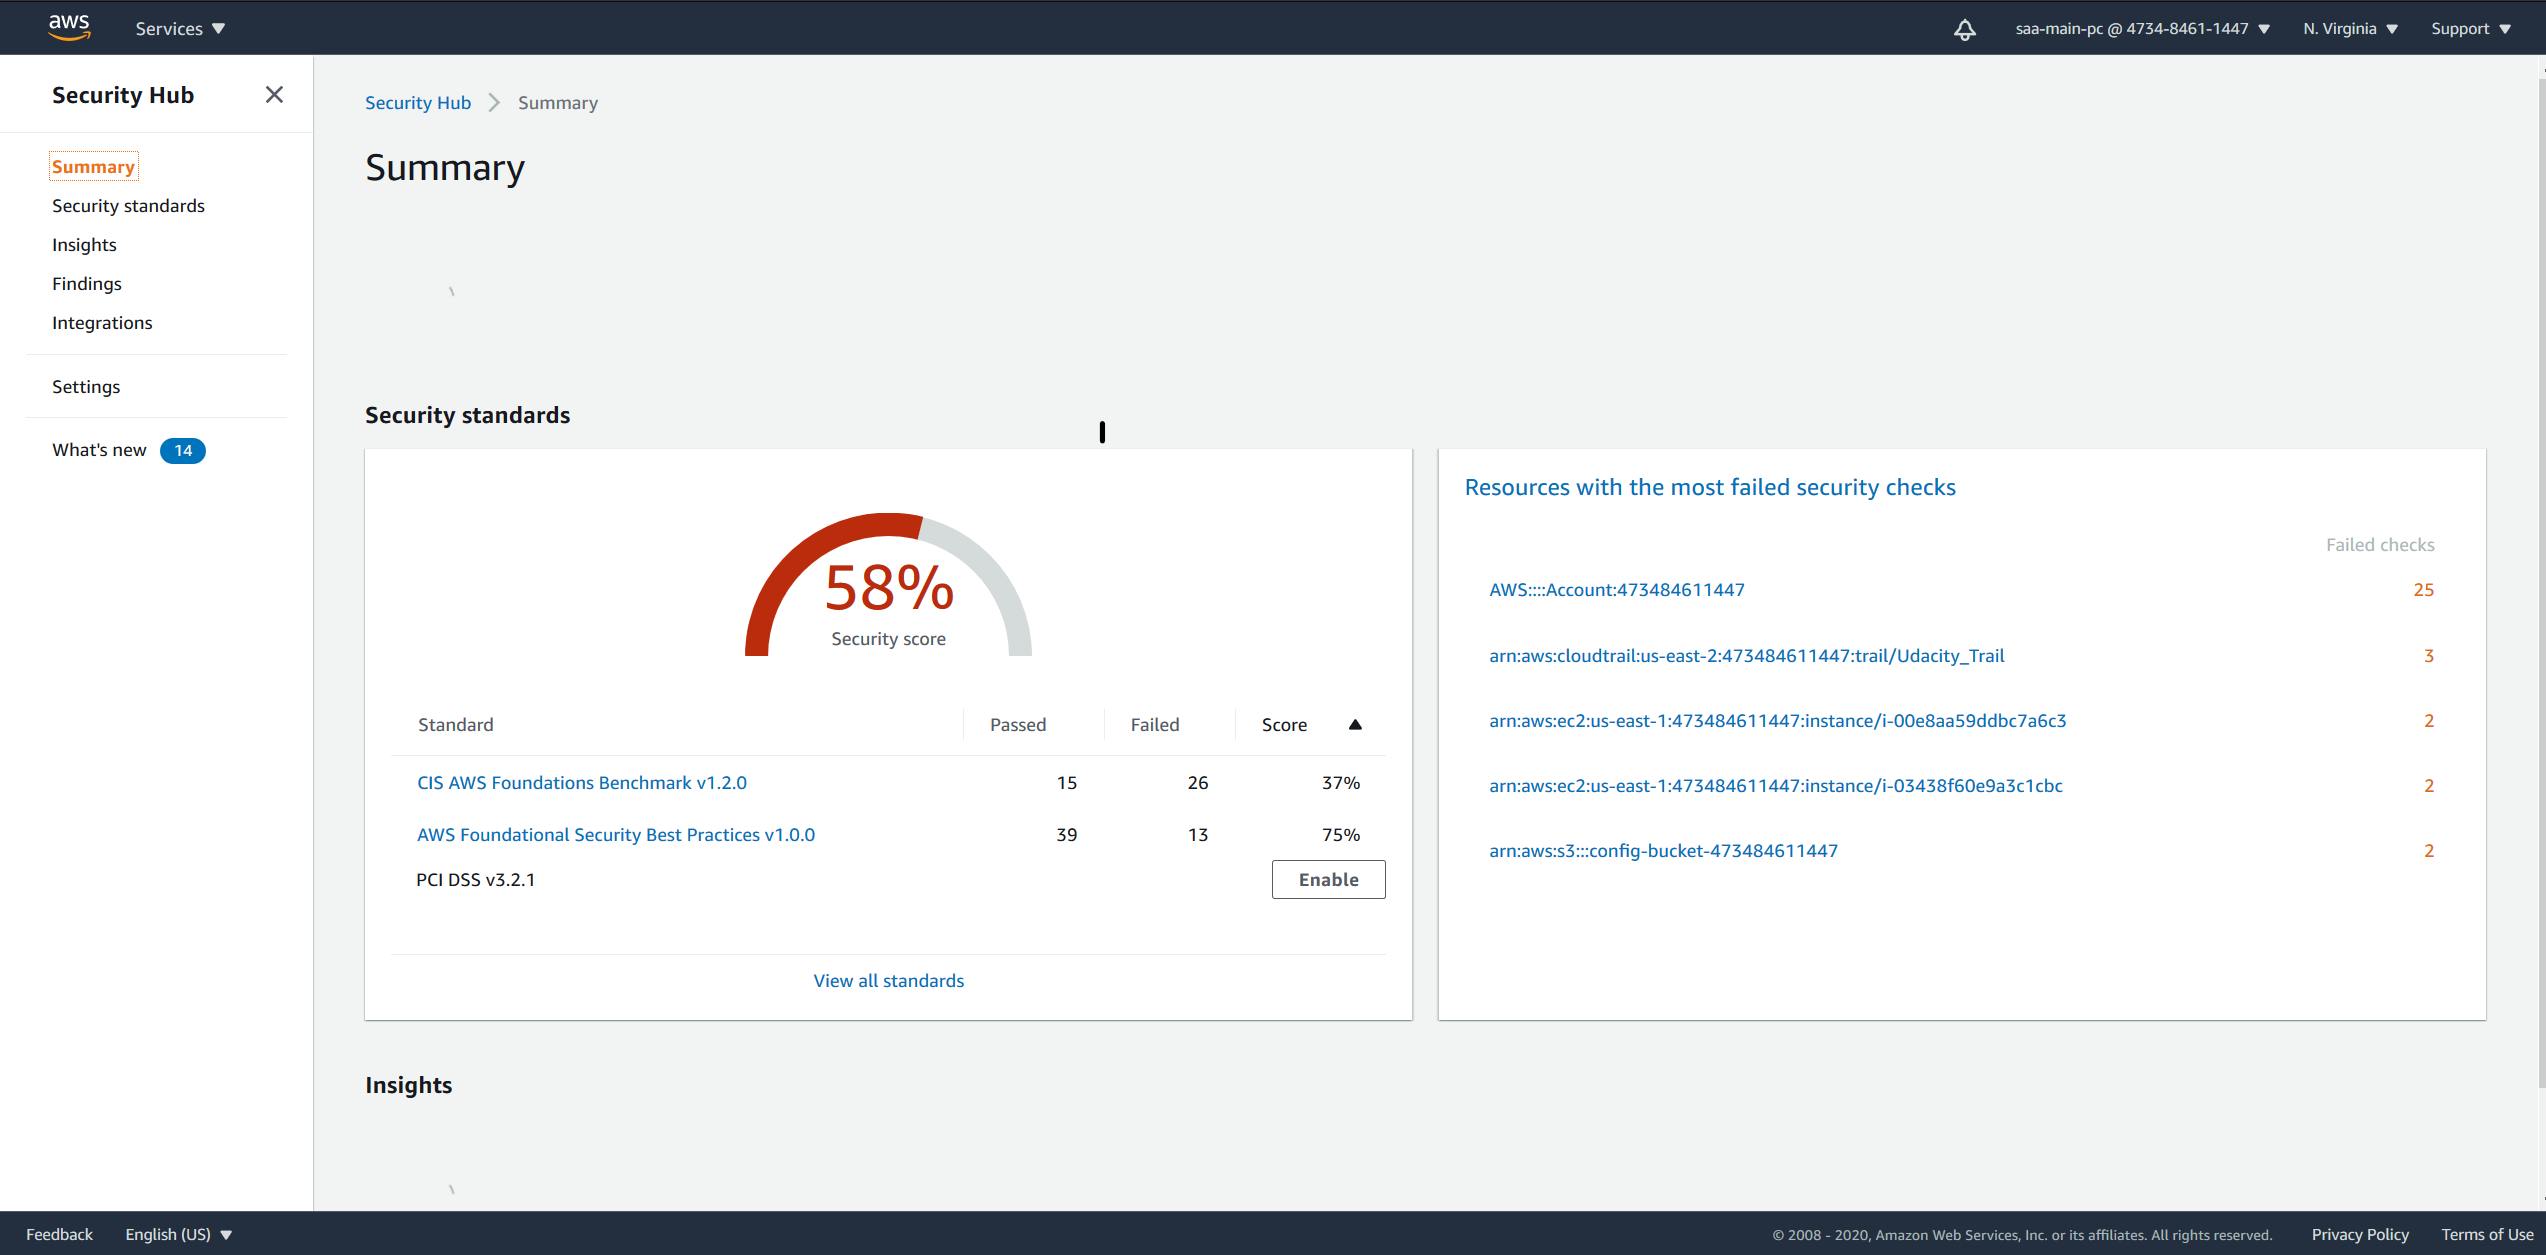 aws Services saa-main-pc @ 4734-8461-1447 N. Virginia Support
Security Hub
Summary
Security standards
Insights
Findings
Integrations
Settings
What's new 14
Security Hub Summary
Summary
Security standards
58%
Security score
Standard Passed Failed Score
CIS AWS Foundations Benchmark v1.2.0 15 26 37%
AWS Foundational Security Best Practices v1.0.0 39 13 75%
PCI DSS v3.2.1 Enable
View all standards
Resources with the most failed security checks
Failed checks
AWS::::Account:473484611447 25
arn:aws:cloudtrail:us-east-2:473484611447:trail/Udacity_Trail 3
arn:aws:ec2:us-east-1:473484611447:instance/i-00e8aa59ddbc7a6c3 2
arn:aws:ec2:us-east-1:473484611447:instance/i-03438f60e9a3c1cbc 2
arn:aws:s3:::config-bucket-473484611447 2
Insights
Feedback English (US) © 2008 - 2020, Amazon Web Services, Inc. or its affiliates. All rights reserved. Privacy Policy Terms of Use